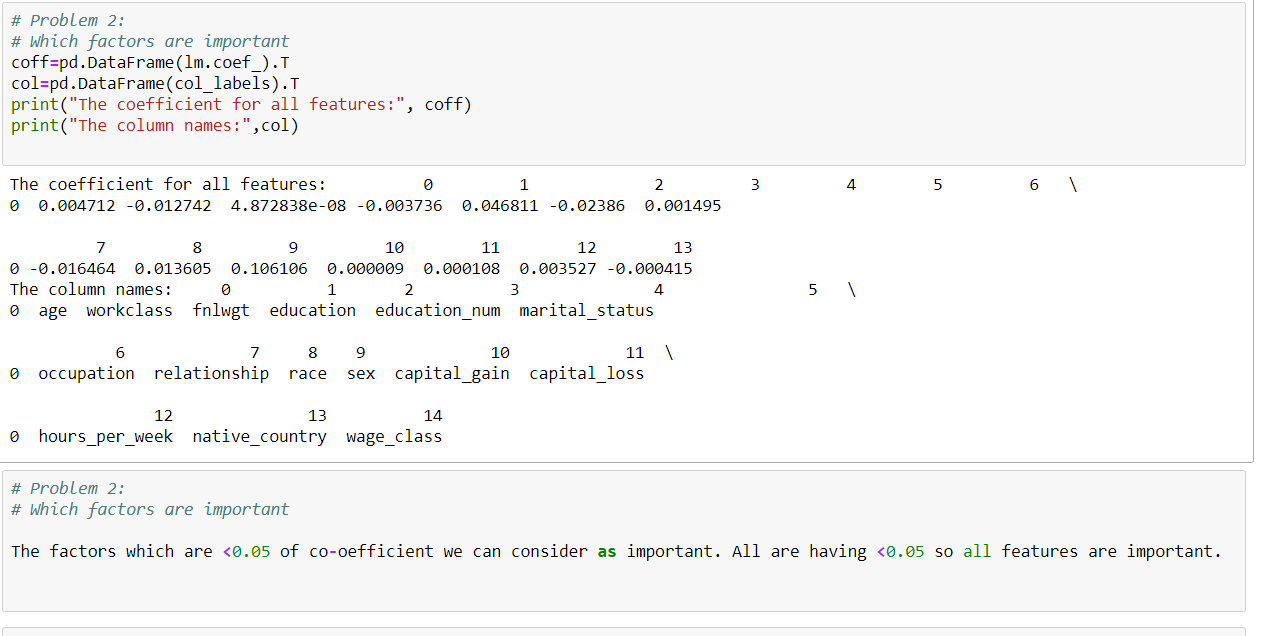 # Problem 2:
# Which factors are important
coff=pd.DataFrame(lm.coef_).T
col=pd.DataFrame(col_labels).T
print("The coefficient for all features:", coff)
print("The column names:",col)
The coefficient for all features:          0         1             2         3         4        5         6  \
0  0.004712 -0.012742  4.872838e-08 -0.003736  0.046811 -0.02386  0.001495
         7         8         9         10        11        12        13
0 -0.016464  0.013605  0.106106  0.000009  0.000108  0.003527 -0.000415
The column names:     0          1       2          3              4               5   \
0  age  workclass  fnlwgt  education  education_num  marital_status
           6             7     8    9             10            11  \
0  occupation  relationship  race  sex  capital_gain  capital_loss
               12              13          14
0  hours_per_week  native_country  wage_class
# Problem 2:
# Which factors are important
The factors which are <0.05 of co-oefficient we can consider as important. All are having <0.05 so all features are important.